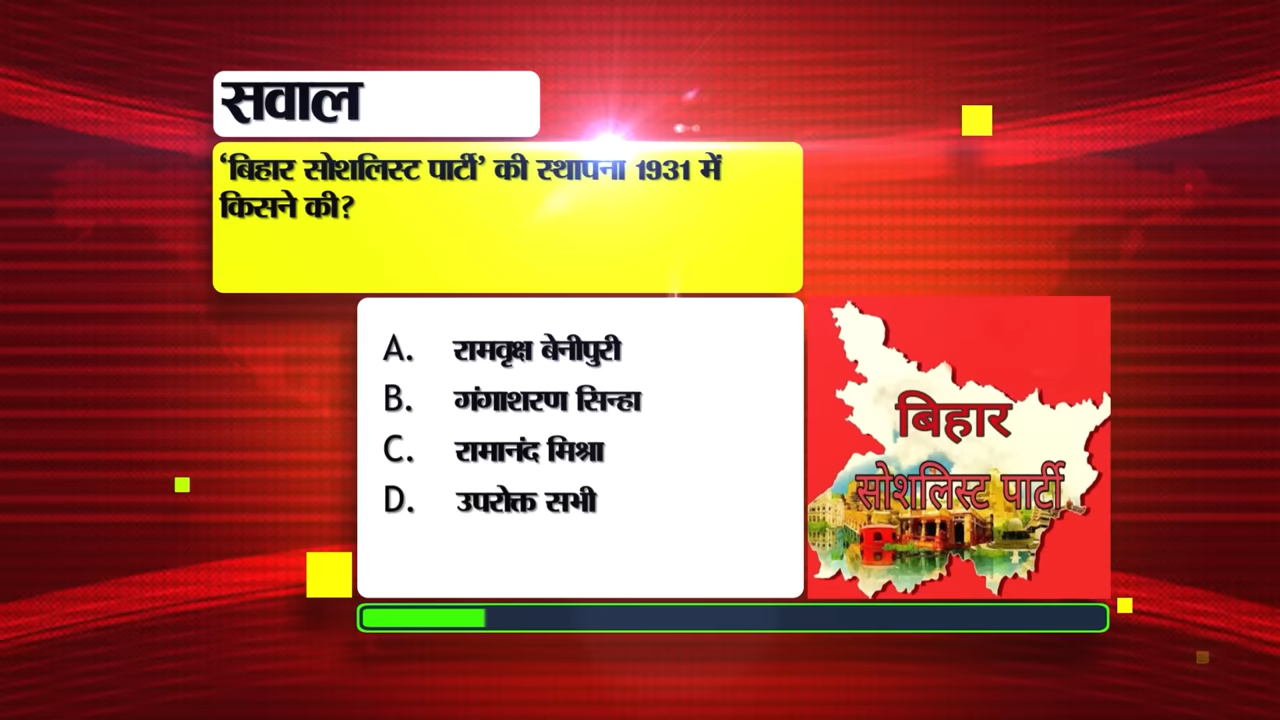 सवाल
‘बिहार सोशलिस्ट पार्टी’ की स्थापना 1931 में
किसने की?
A. रामवृक्ष बेनीपुरी
B. गंगाशरण सिन्हा
C. रामानंद मिश्रा
D. उपरोक्त सभी
बिहार
सोशलिस्ट पार्टी